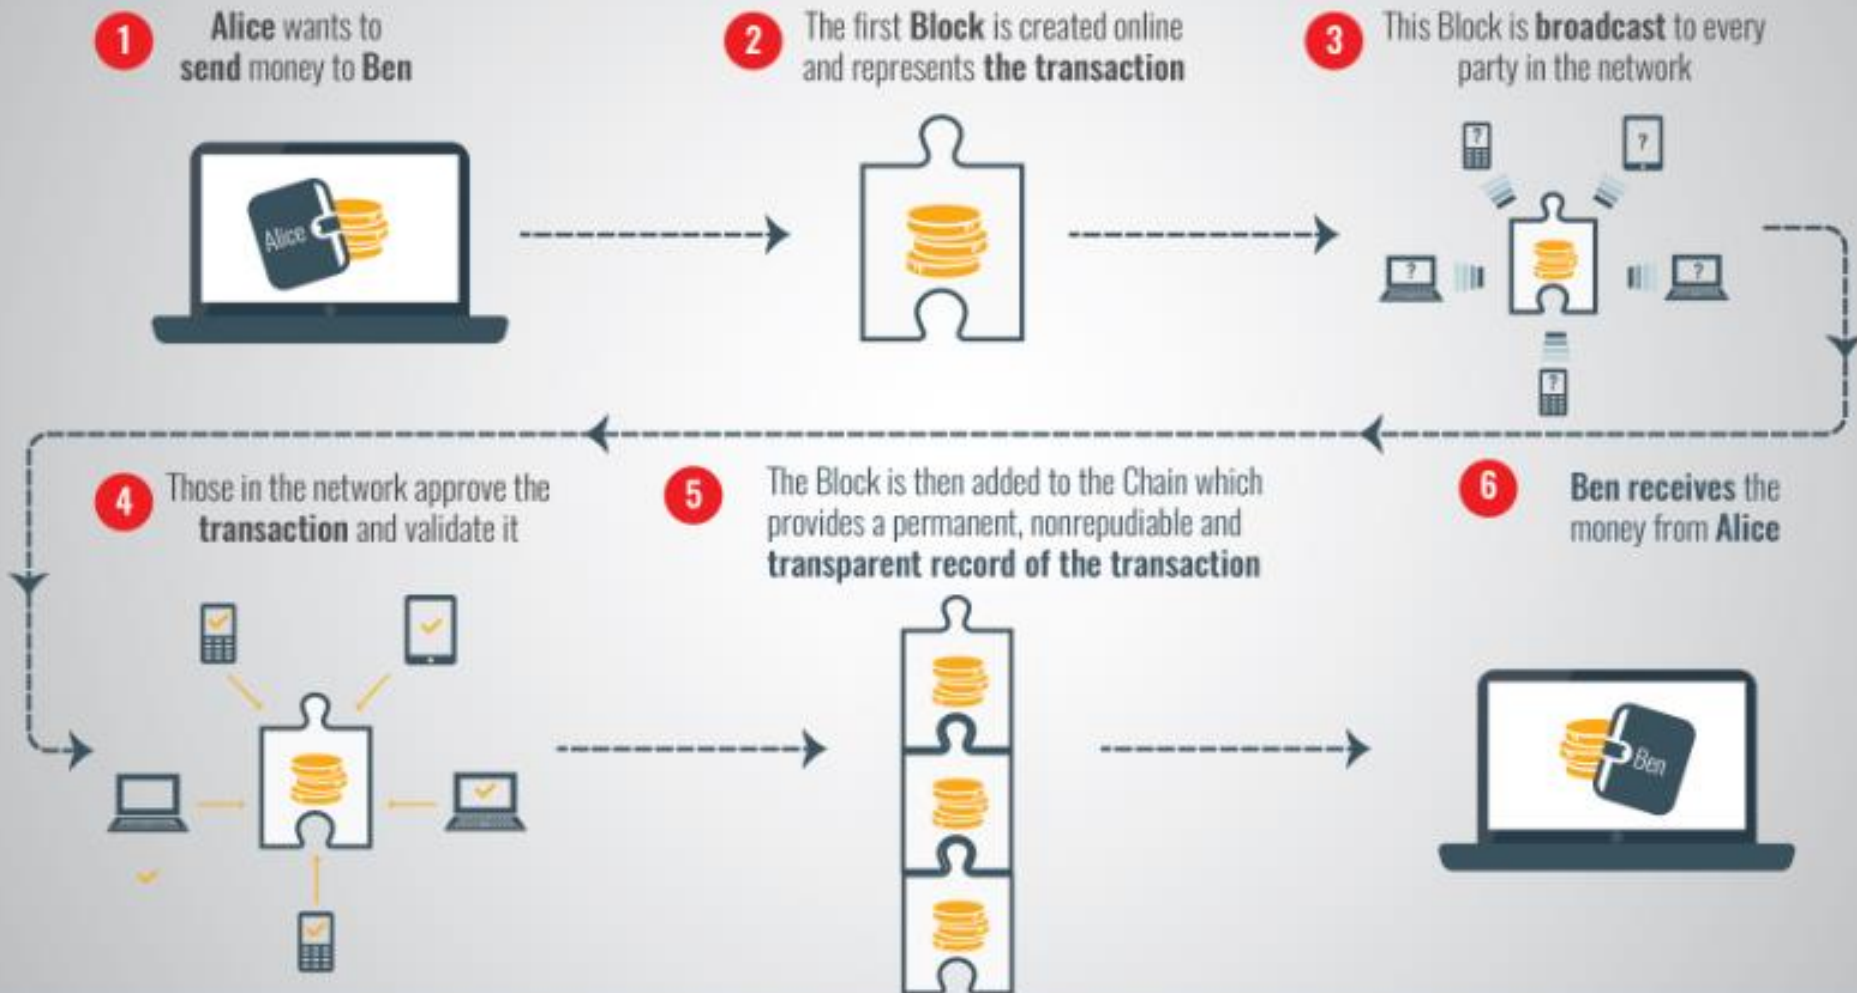 1
Alice wants to
send money to Ben
2
The first Block is created online
and represents the transaction
3
This Block is broadcast to every
party in the network
Alice
?
?
?
?
?
4
Those in the network approve the
transaction and validate it
5
The Block is then added to the Chain which
provides a permanent, nonrepudiable and
transparent record of the transaction
6
Ben receives the
money from Alice
Ben